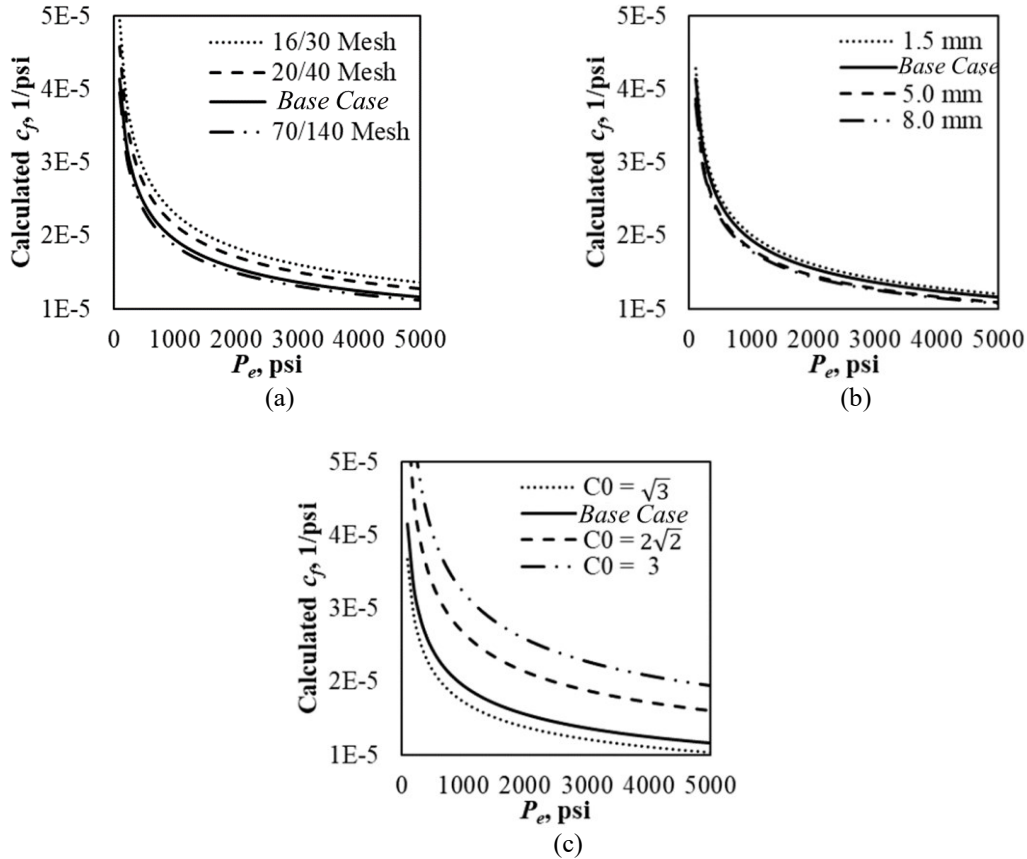 5E-5
4E-5
3E-5
2E-5
1E-5
Calculated cf, 1/psi
16/30 Mesh
20/40 Mesh
Base Case
70/140 Mesh
0 1000 2000 3000 4000 5000
Pe, psi
(a)
5E-5
4E-5
3E-5
2E-5
1E-5
Calculated cf, 1/psi
1.5 mm
Base Case
5.0 mm
8.0 mm
0 1000 2000 3000 4000 5000
Pe, psi
(b)
5E-5
4E-5
3E-5
2E-5
1E-5
Calculated cf, 1/psi
C0 = √3
Base Case
C0 = 2√2
C0 = 3
0 1000 2000 3000 4000 5000
Pe, psi
(c)